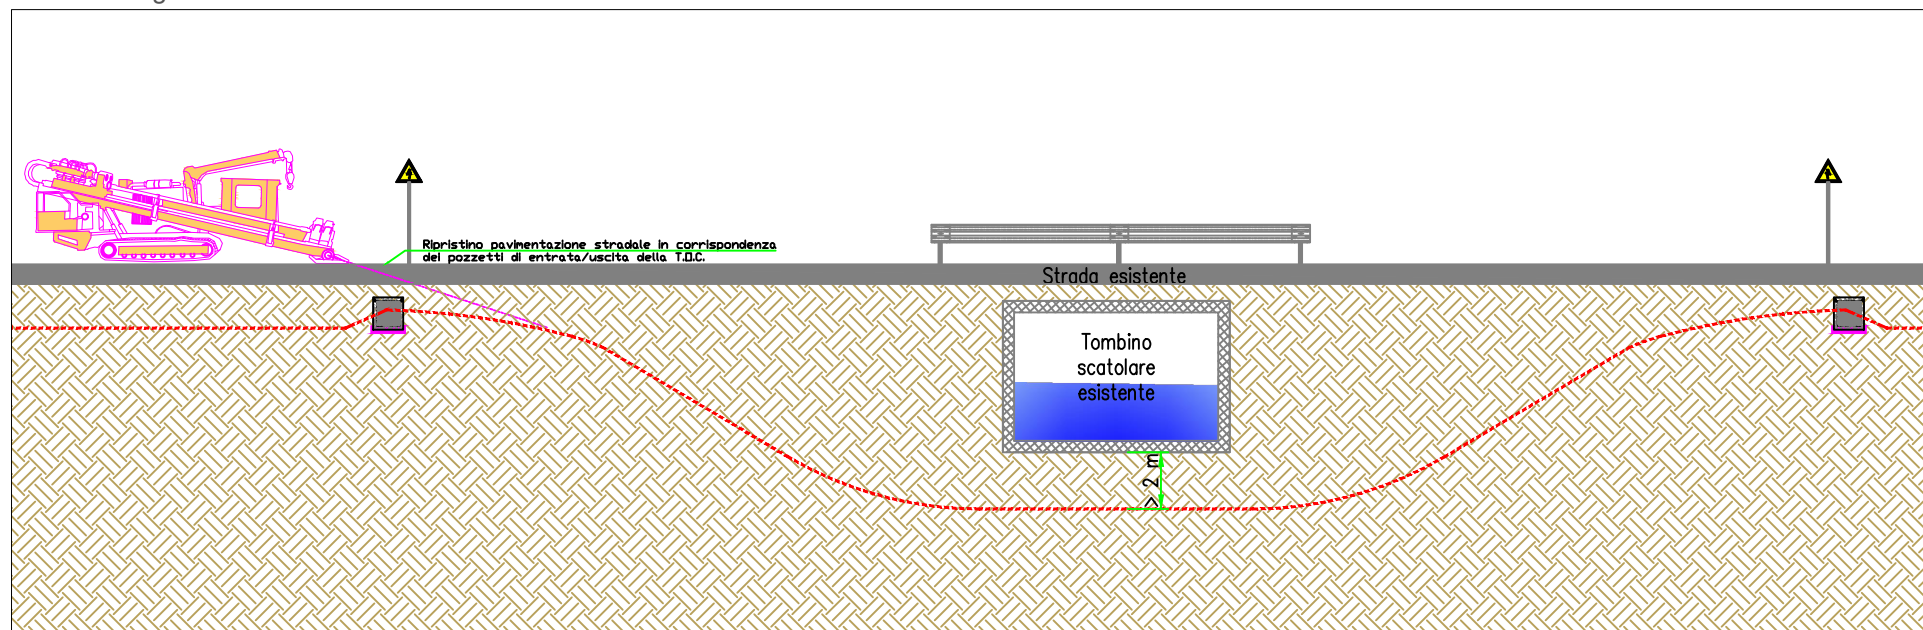 Ripristino pavimentazione stradale in corrispondenza
dei pozzetti di entrata/uscita della T.O.C.
Strada esistente
Tombino
scatolare
esistente
> 2 m